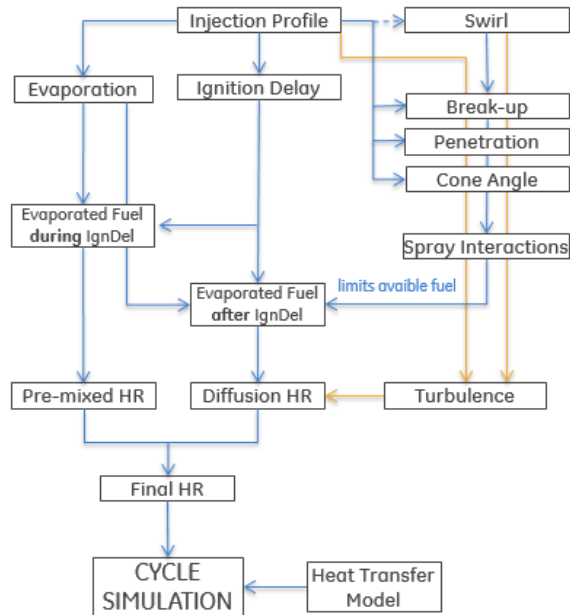 Injection Profile
Swirl
Evaporation
Ignition Delay
Break-up
Penetration
Cone Angle
Evaporated Fuel
during IgnDel
Spray Interactions
limits avaible fuel
Evaporated Fuel
after IgnDel
Pre-mixed HR
Diffusion HR
Turbulence
Final HR
CYCLE
SIMULATION
Heat Transfer
Model